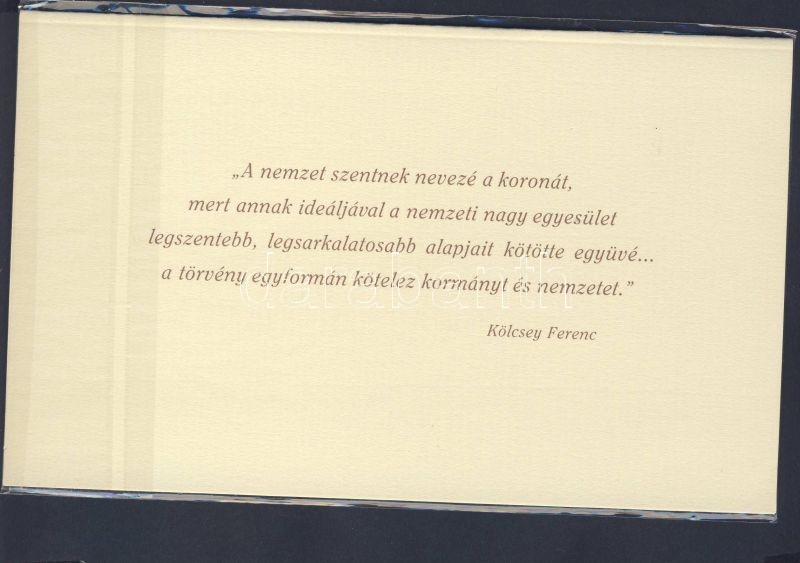 „A nemzet szentnek nevezé a koronát,
mert annak ideáljával a nemzeti nagy egyesület
legszentebb, legsarkalatosabb alapjait kötötte együvé...
a törvény egyformán kötelez kormányt és nemzetet.”
Kölcsey Ferenc
darabanth